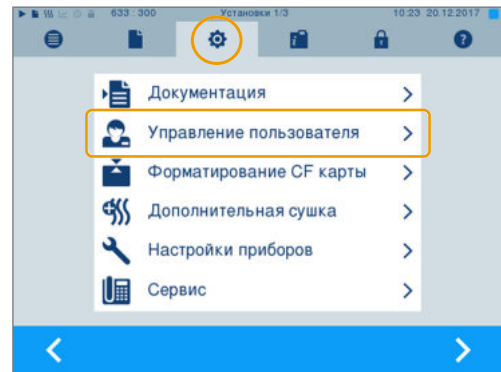 633 : 300 Установки 1/3 10:23 20.12.2017
Документация
Управление пользователя
Форматирование CF карты
Дополнительная сушка
Настройки приборов
Сервис